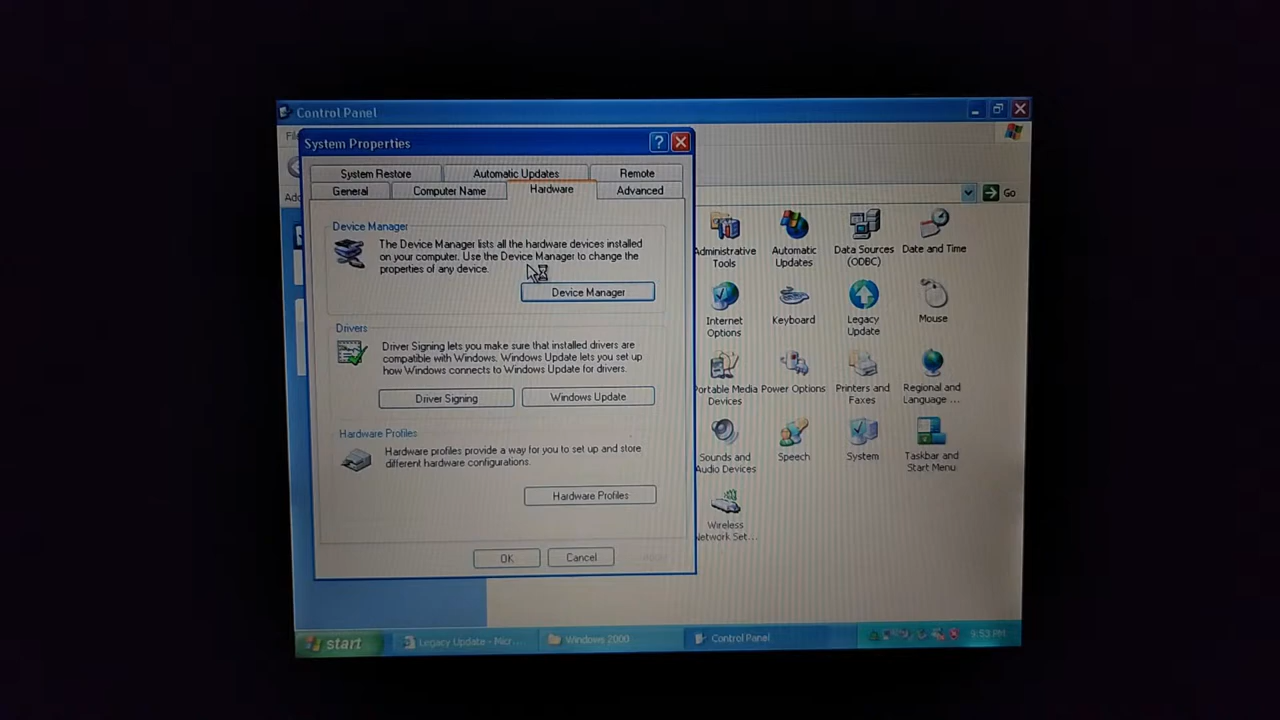 Control Panel
System Properties
System Restore
Automatic Updates
Remote
General
Computer Name
Hardware
Advanced
Go
Device Manager
The Device Manager lists all the hardware devices installed
on your computer. Use the Device Manager to change the
properties of any device.
Device Manager
Drivers
Driver Signing lets you make sure that installed drivers are
compatible with Windows. Windows Update lets you set up
how Windows connects to Windows Update for drivers.
Driver Signing
Windows Update
Hardware Profiles
Hardware profiles provide a way for you to set up and store
different hardware configurations.
Hardware Profiles
OK
Cancel
Administrative
Tools
Automatic
Updates
Data Sources
(ODBC)
Date and Time
Internet
Options
Keyboard
Legacy
Update
Mouse
Portable Media
Devices
Power Options
Printers and
Faxes
Regional and
Language ...
Sounds and
Audio Devices
Speech
System
Taskbar and
Start Menu
Wireless
Network Set...
start
Legacy Update - Micr...
Windows 2000
Control Panel
9:53 PM